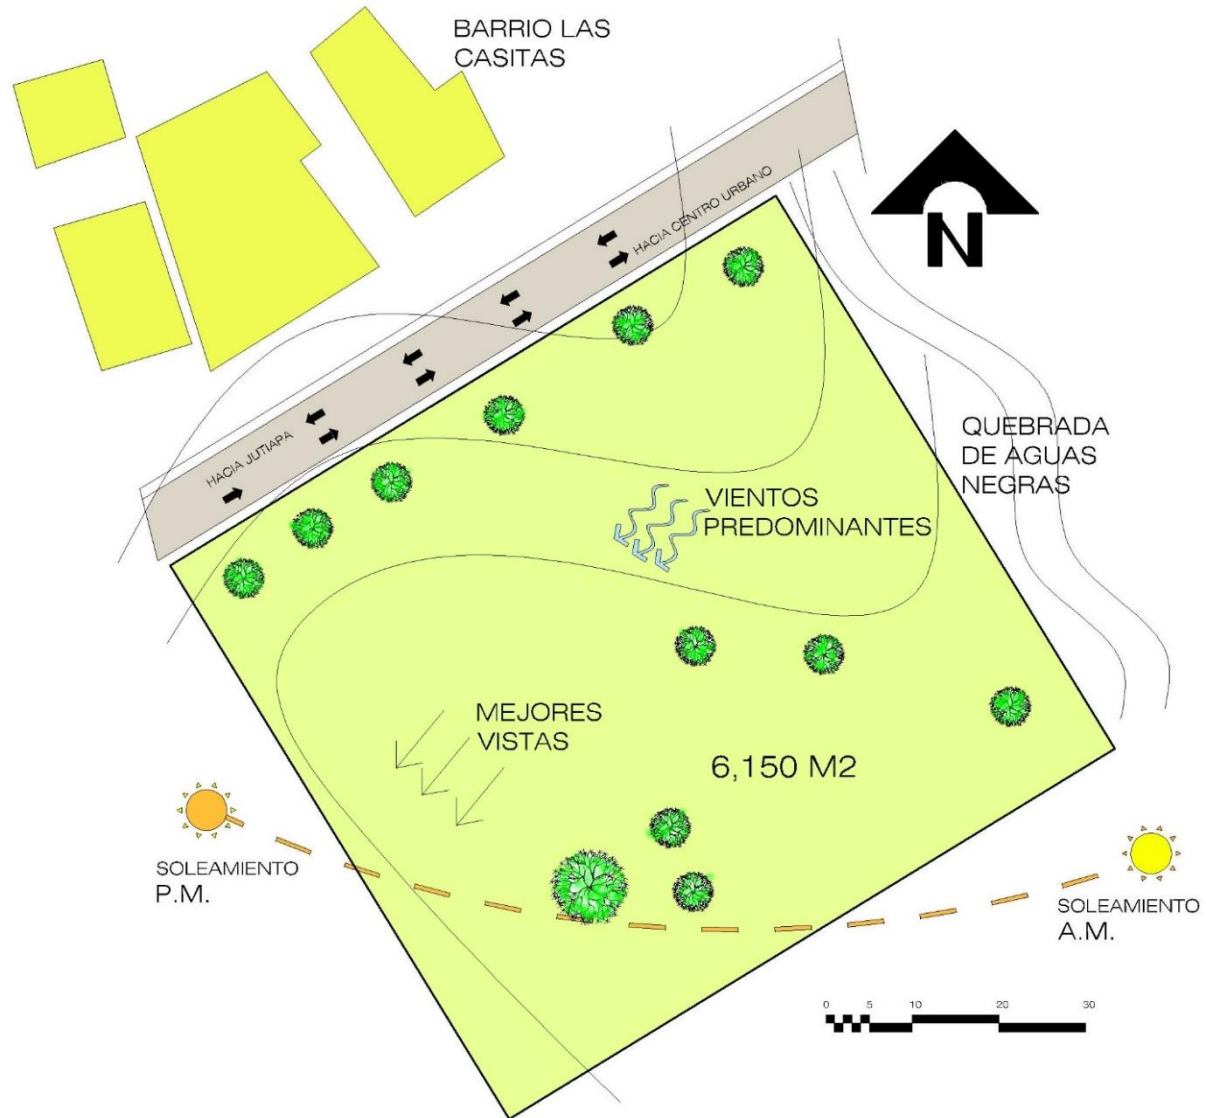 BARRIO LAS
CASITAS
HACIA CENTRO URBANO
N
HACIA JUTIAPA
QUEBRADA
DE AGUAS
NEGRAS
VIENTOS
PREDOMINANTES
MEJORES
VISTAS
6,150 M2
SOLEAMIENTO
P.M.
SOLEAMIENTO
A.M.
0 5 10 20 30